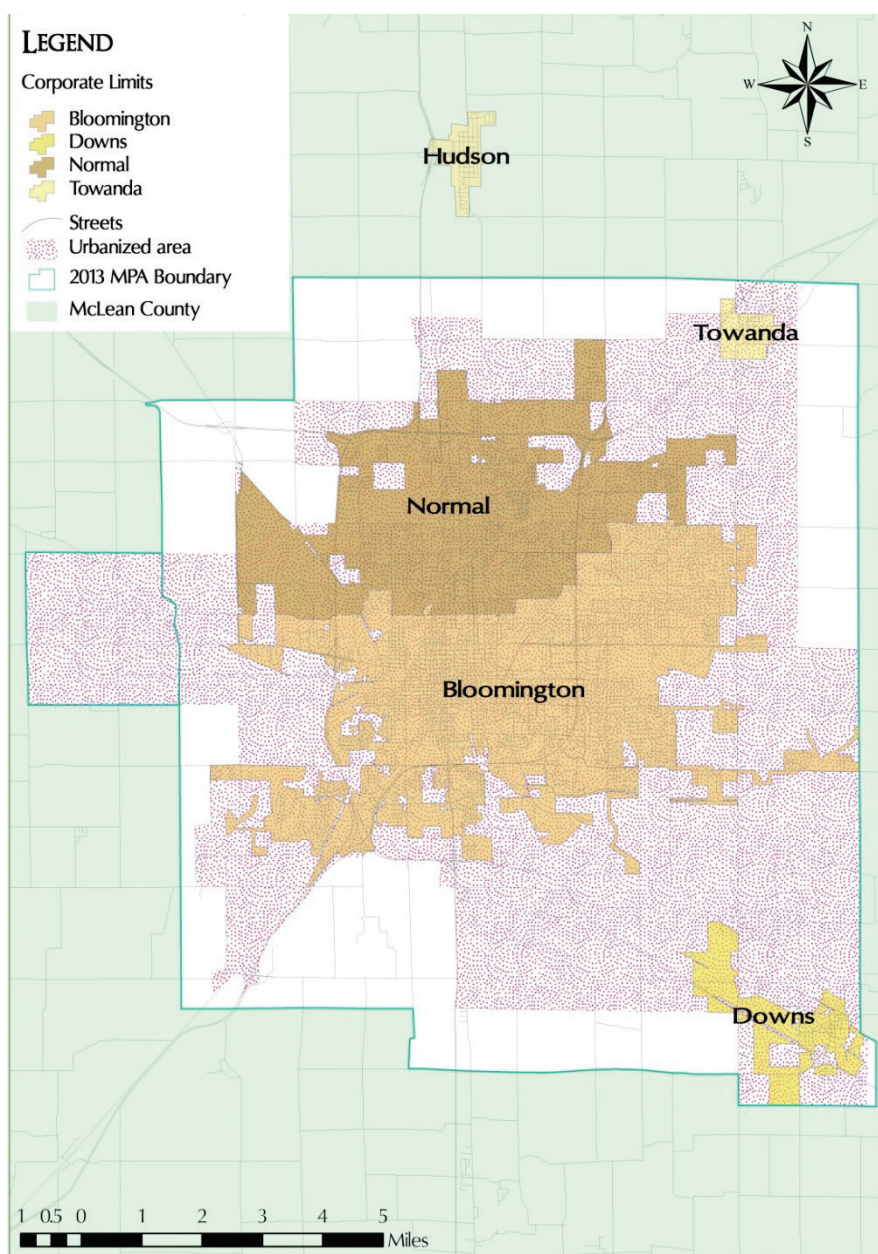 LEGEND
Corporate Limits
Bloomington
Downs
Normal
Towanda
Streets
Urbanized area
2013 MPA Boundary
McLean County
N
W E
S
Hudson
Towanda
Normal
Bloomington
Downs
1 0.5 0 1 2 3 4 5
Miles